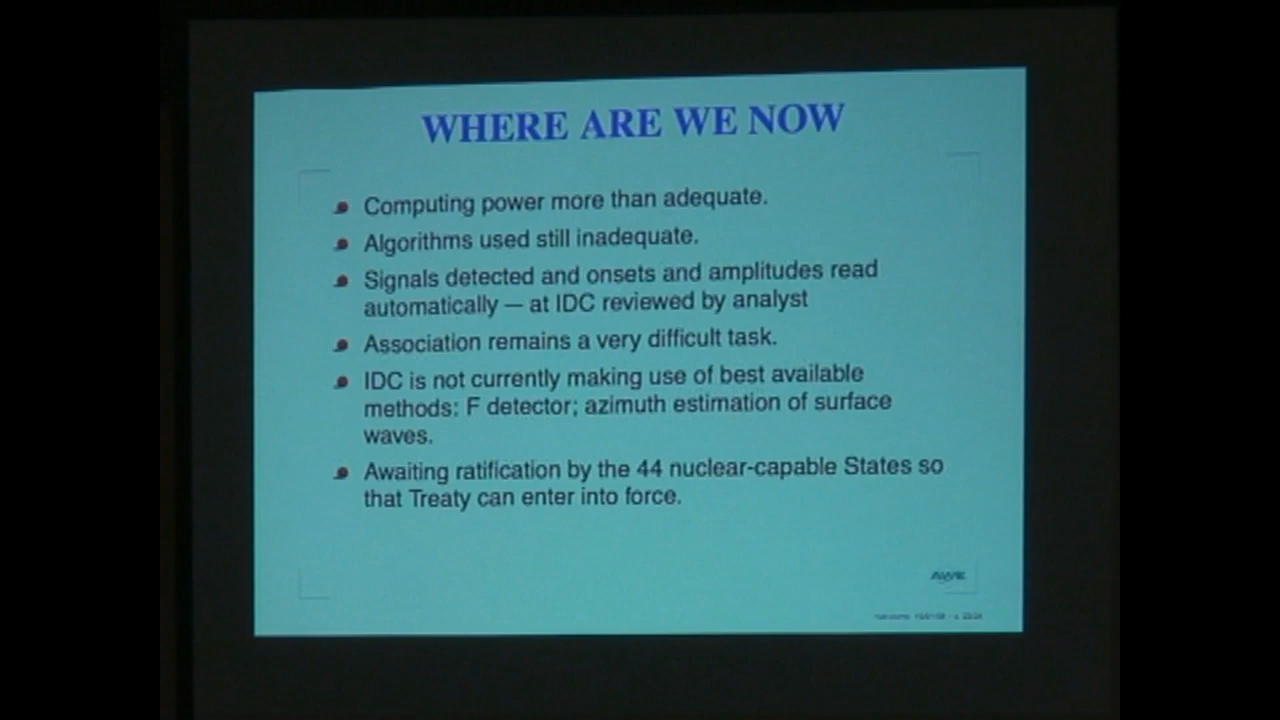 WHERE ARE WE NOW
Computing power more than adequate.
Algorithms used still inadequate.
Signals detected and onsets and amplitudes read
automatically — at IDC reviewed by analyst
Association remains a very difficult task.
IDC is not currently making use of best available
methods: F detector; azimuth estimation of surface
waves.
Awaiting ratification by the 44 nuclear-capable States so
that Treaty can enter into force.
AWE